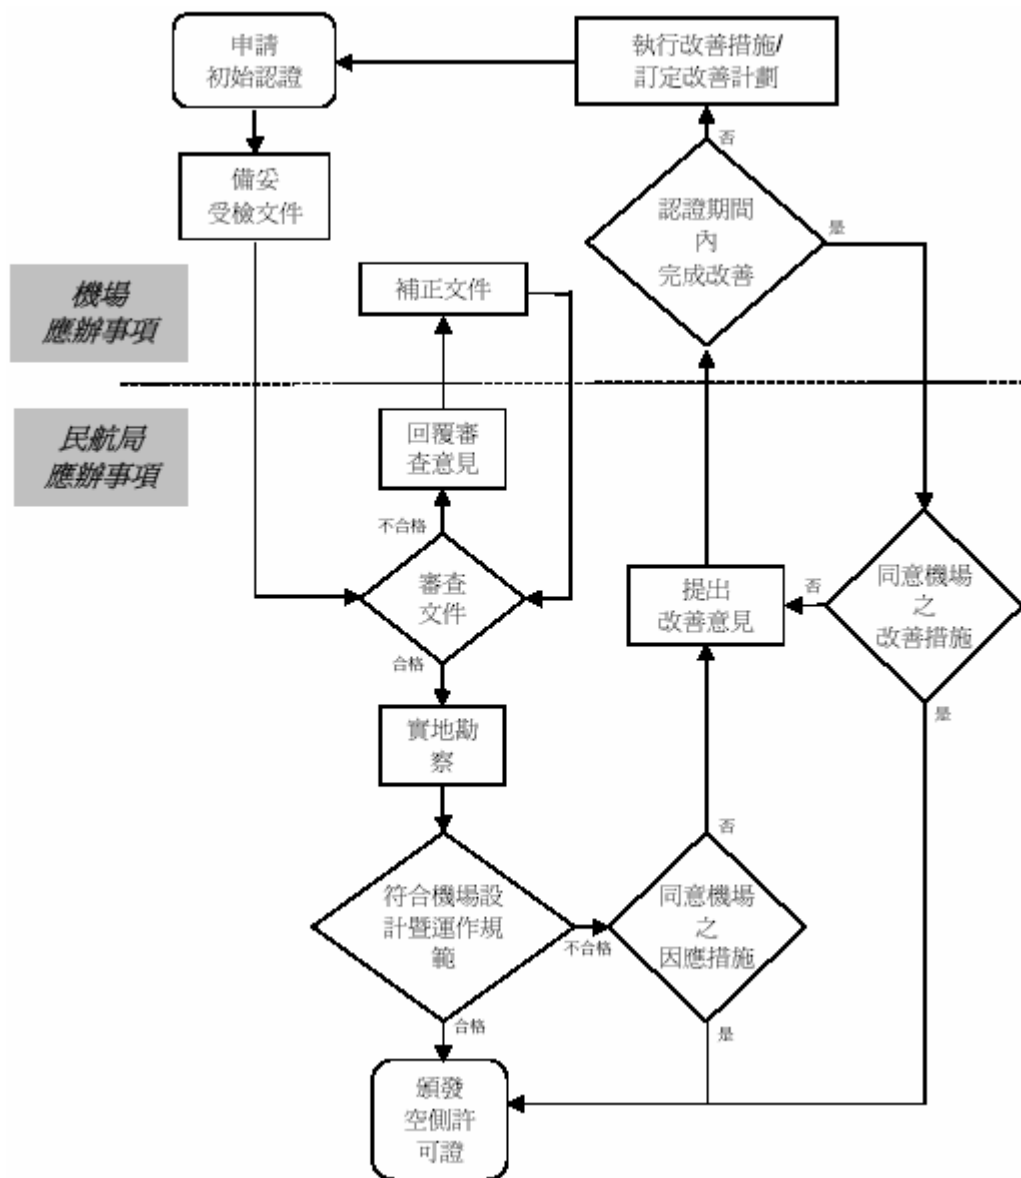 申請
初始認證
執行改善措施/
訂定改善計劃
備妥
受檢文件
否
認證期間
內
完成改善
是
機場
應辦事項
補正文件
民航局
應辦事項
回覆審
查意見
不合格
審查
文件
合格
提出
改善意見
否
同意機場
之
改善措施
是
實地勘
察
符合機場設
計暨運作規
範
不合格
否
同意機場
之
因應措施
合格
是
頒發
空側許
可證